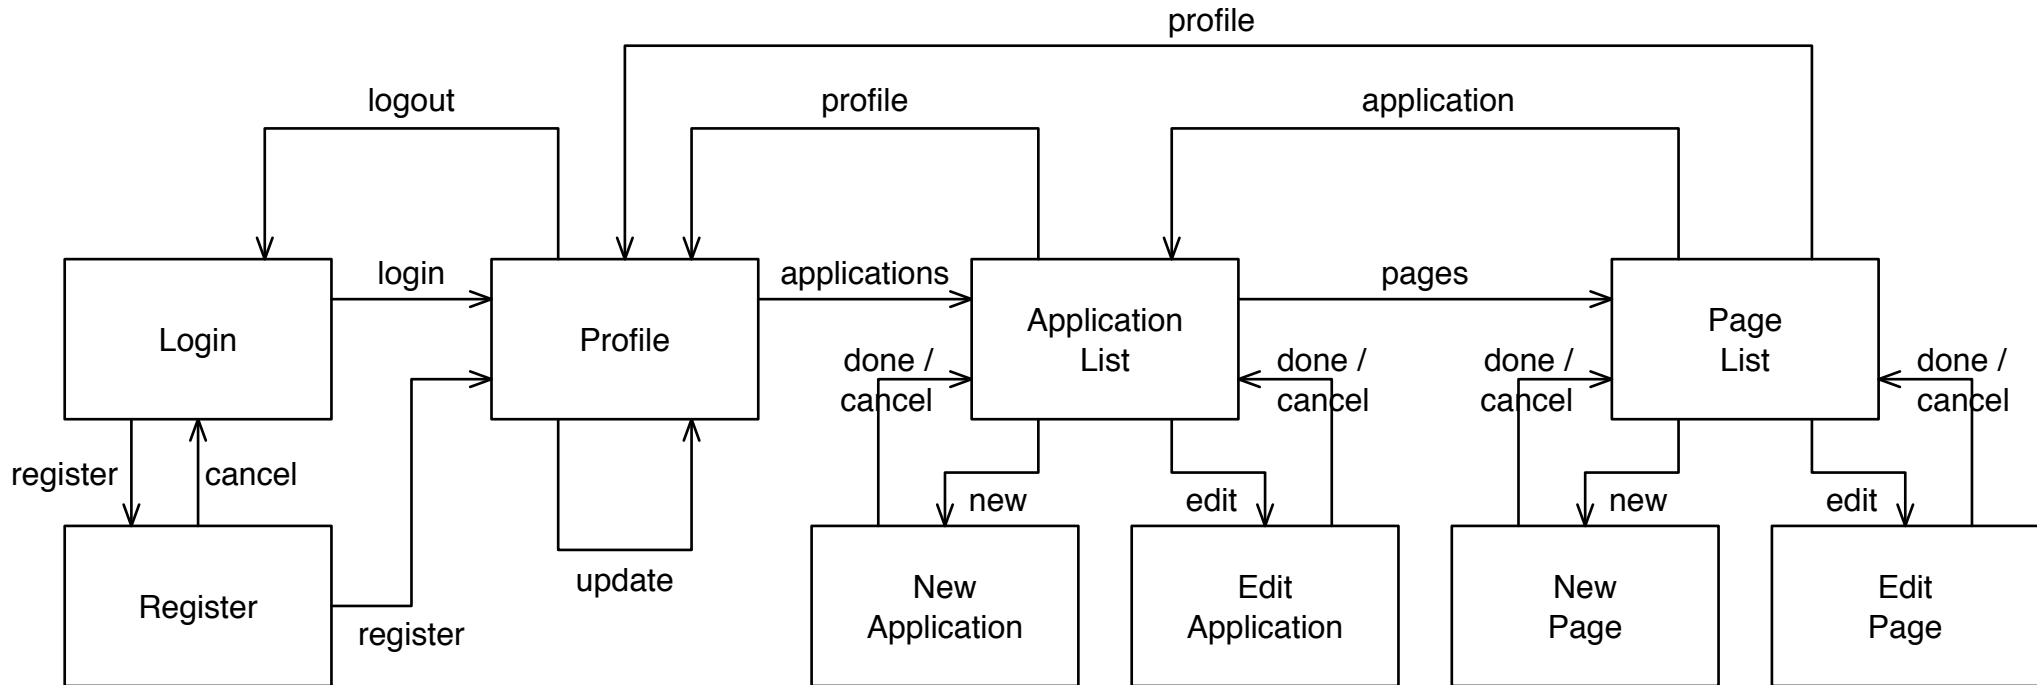 profile
logout
profile
application
login
applications
pages
Login
Profile
Application
List
Page
List
done /
cancel
done /
cancel
done /
cancel
done /
cancel
register
cancel
new
edit
new
edit
update
Register
register
New
Application
Edit
Application
New
Page
Edit
Page